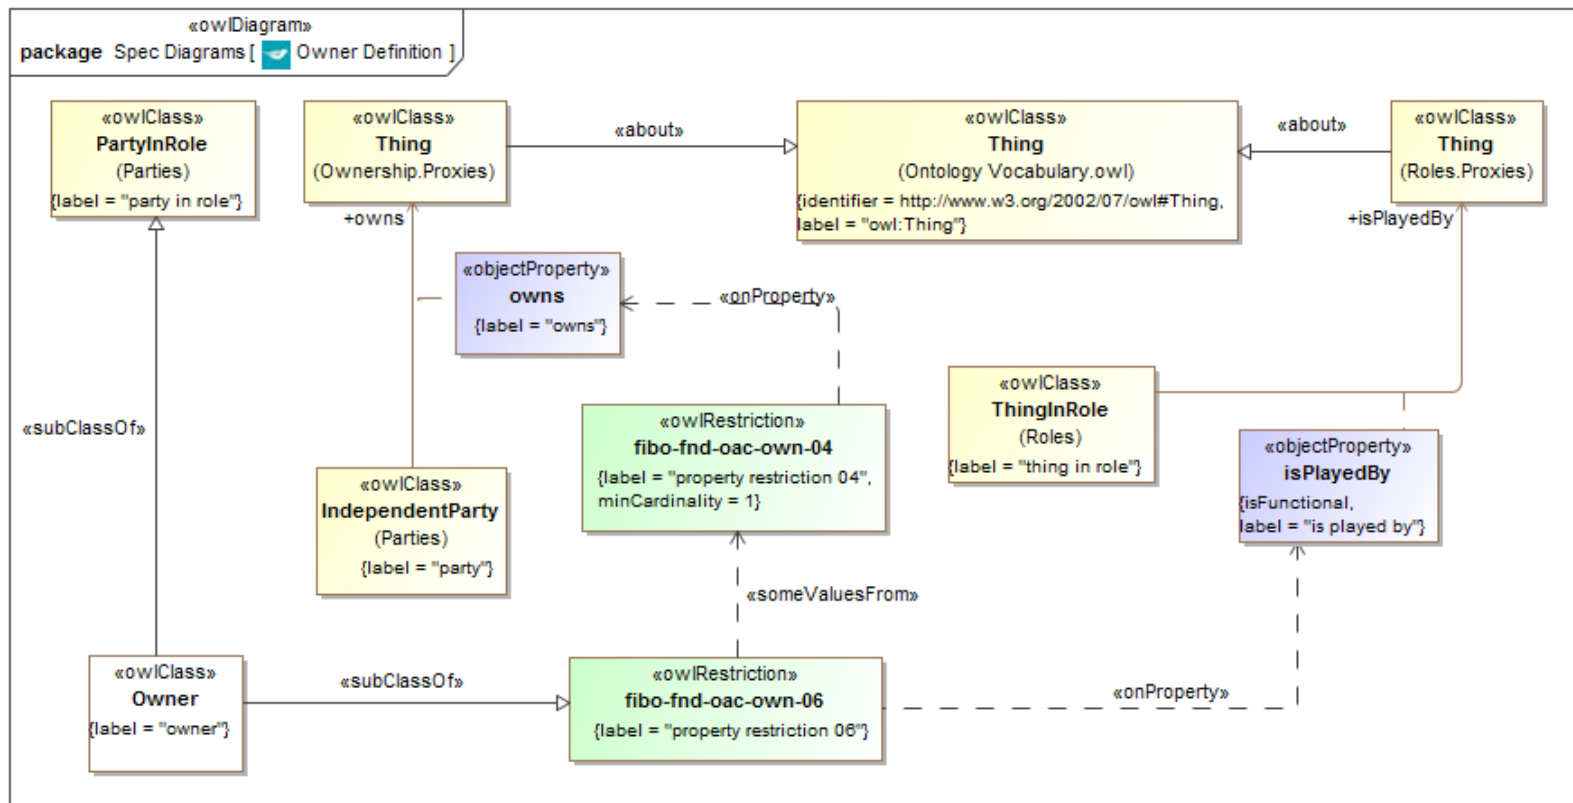 «owlDiagram»
package Spec Diagrams [ Owner Definition ]
«owlClass»
PartyInRole
(Parties)
{label = "party in role"}
«owlClass»
Thing
(Ownership.Proxies)
«about»
«owlClass»
Thing
(Ontology Vocabulary.owl)
{identifier = http://www.w3.org/2002/07/owl#Thing,
label = "owl:Thing"}
«about»
«owlClass»
Thing
(Roles.Proxies)
+owns
+isPlayedBy
«objectProperty»
owns
{label = "owns"}
«onProperty»
«subClassOf»
«owlRestriction»
fibo-fnd-oac-own-04
{label = "property restriction 04",
minCardinality = 1}
«owlClass»
ThingInRole
(Roles)
{label = "thing in role"}
«objectProperty»
isPlayedBy
{isFunctional,
label = "is played by"}
«owlClass»
IndependentParty
(Parties)
{label = "party"}
«someValuesFrom»
«owlClass»
Owner
{label = "owner"}
«subClassOf»
«owlRestriction»
fibo-fnd-oac-own-06
{label = "property restriction 06"}
«onProperty»